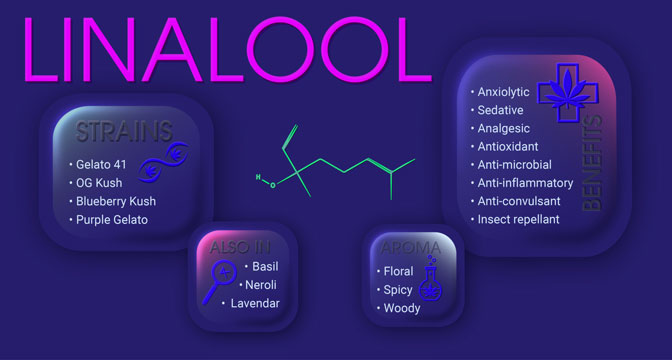 LINALOOL
STRAINS
• Gelato 41
• OG Kush
• Blueberry Kush
• Purple Gelato
H
O
BENEFITS
• Anxiolytic
• Sedative
• Analgesic
• Antioxidant
• Anti-microbial
• Anti-inflammatory
• Anti-convulsant
• Insect repellant
ALSO IN
• Basil
• Neroli
• Lavendar
AROMA
• Floral
• Spicy
• Woody